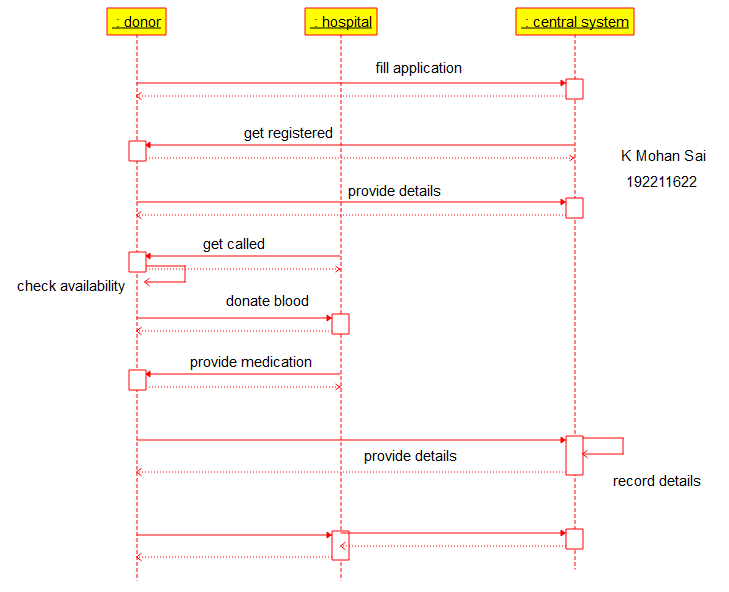 : donor
: hospital
: central system
fill application
get registered
K Mohan Sai
192211622
provide details
get called
check availability
donate blood
provide medication
provide details
record details